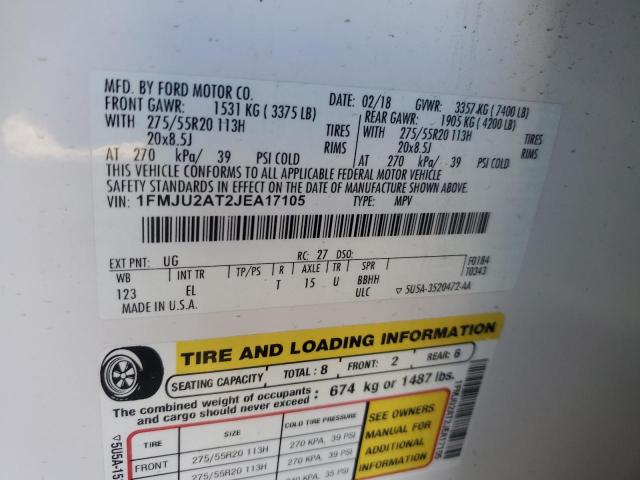 MFD. BY FORD MOTOR CO.
DATE: 02/18 GVWR: 3357 KG (7400 LB)
FRONT GAWR: 1531 KG (3375 LB) REAR GAWR: 1905 KG (4200 LB)
WITH 275/55R20 113H TIRES WITH 275/55R20 113H TIRES
20x8.5J RIMS 20x8.5J RIMS
AT 270 kPa/ 39 PSI COLD AT 270 kPa/ 39 PSI COLD
THIS VEHICLE CONFORMS TO ALL APPLICABLE FEDERAL MOTOR VEHICLE
SAFETY STANDARDS IN EFFECT ON THE DATE OF MANUFACTURE SHOWN ABOVE.
VIN: 1FMJU2AT2JEA17105 TYPE: MPV
EXT PNT: UG RC: 27 DSO: F0184
WB INT TR TP/PS R AXLE TR SPR T0343
123 EL T 15 U BBHH
ULC
MADE IN U.S.A. 5U5A-3520472-AA
TIRE AND LOADING INFORMATION
SEATING CAPACITY TOTAL: 8 FRONT: 2 REAR: 6
The combined weight of occupants
and cargo should never exceed: 674 kg or 1487 lbs.
TIRE SIZE COLD TIRE PRESSURE
FRONT 275/55R20 113H 270 KPA, 39 PSI
275/55R20 113H 270 KPA, 39 PSI
35 PSI
SEE OWNERS
MANUAL FOR
ADDITIONAL
INFORMATION
5U5A-15
1FMJU2AT2JEA17105